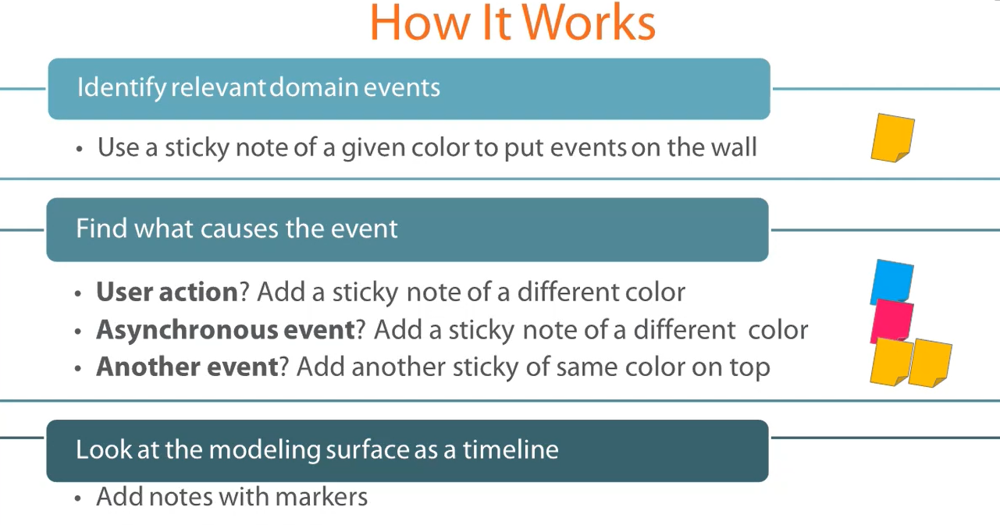 How It Works
Identify relevant domain events
• Use a sticky note of a given color to put events on the wall
Find what causes the event
• User action? Add a sticky note of a different color
• Asynchronous event? Add a sticky note of a different color
• Another event? Add another sticky of same color on top
Look at the modeling surface as a timeline
• Add notes with markers